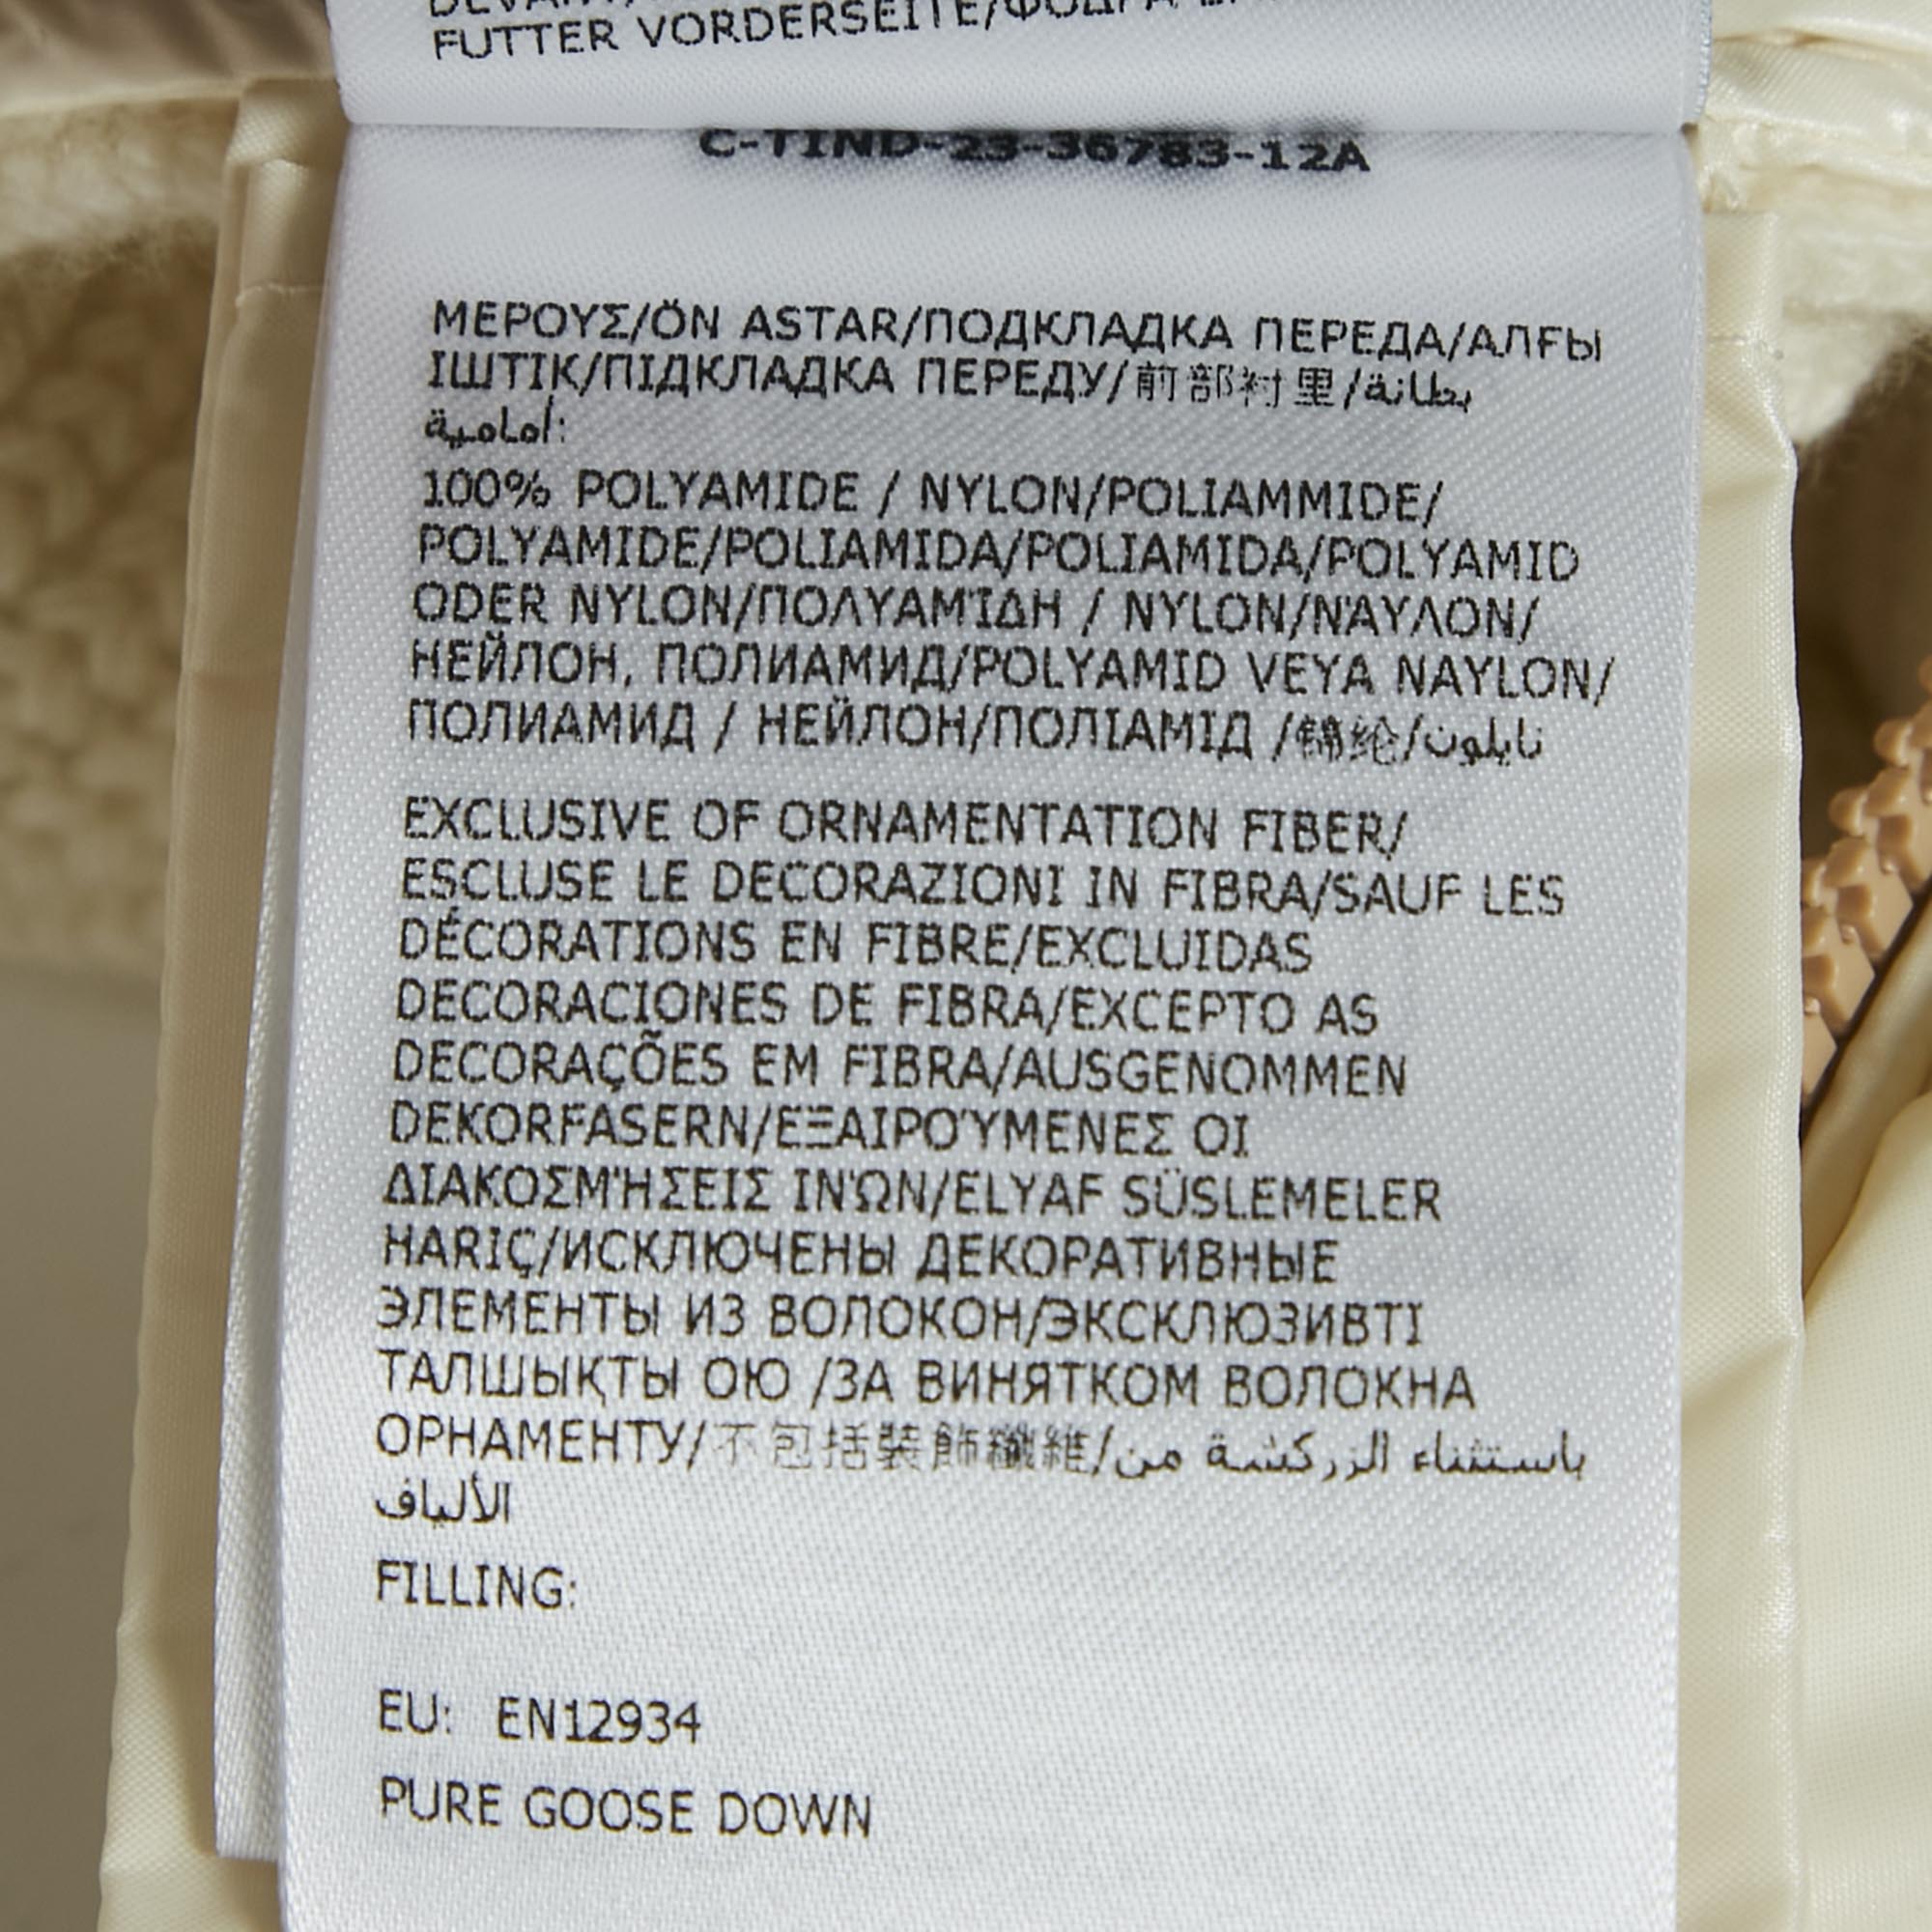 FUTTER VORDERSEITE/ΦΟΔΡΑ
C-TIND-23-36783-12A
ΜΕΡΟΥΣ/ÖN ASTAR/ПОДКЛАДКА ПЕРЕДА/АЛҒЫ
ІШТІК/ПІДКЛАДКА ПЕРЕДУ/前部衬里/بطانة
أمامية:
100% POLYAMIDE / NYLON/POLIAMMIDE/
POLYAMIDE/POLIAMIDA/POLIAMIDA/POLYAMID
ODER NYLON/ΠΟΛΥΑΜΊΔΗ / NYLON/ΝΆΥΛΟΝ/
НЕЙЛОН, ПОЛИАМИД/POLYAMID VEYA NAYLON/
ПОЛИАМИД / НЕЙЛОН/ПОЛІАМІД /锦纶/نايلون
EXCLUSIVE OF ORNAMENTATION FIBER/
ESCLUSE LE DECORAZIONI IN FIBRA/SAUF LES
DÉCORATIONS EN FIBRE/EXCLUIDAS
DECORACIONES DE FIBRA/EXCEPTO AS
DECORAÇÕES EM FIBRA/AUSGENOMMEN
DEKORFASERN/ΕΞΑΙΡΟΎΜΕΝΕΣ ΟΙ
ΔΙΑΚΟΣΜΉΣΕΙΣ ΙΝΏΝ/ELYAF SÜSLEMELER
HARIÇ/ИСКЛЮЧЕНЫ ДЕКОРАТИВНЫЕ
ЭЛЕМЕНТЫ ИЗ ВОЛОКОН/ЭКСКЛЮЗИВТІ
ТАЛШЫҚТЫ ОЮ /ЗА ВИНЯТКОМ ВОЛОКНА
ОРНАМЕНТУ/不包括裝飾纖維/باستثناء الزركشة من
الألياف
FILLING:
EU: EN12934
PURE GOOSE DOWN